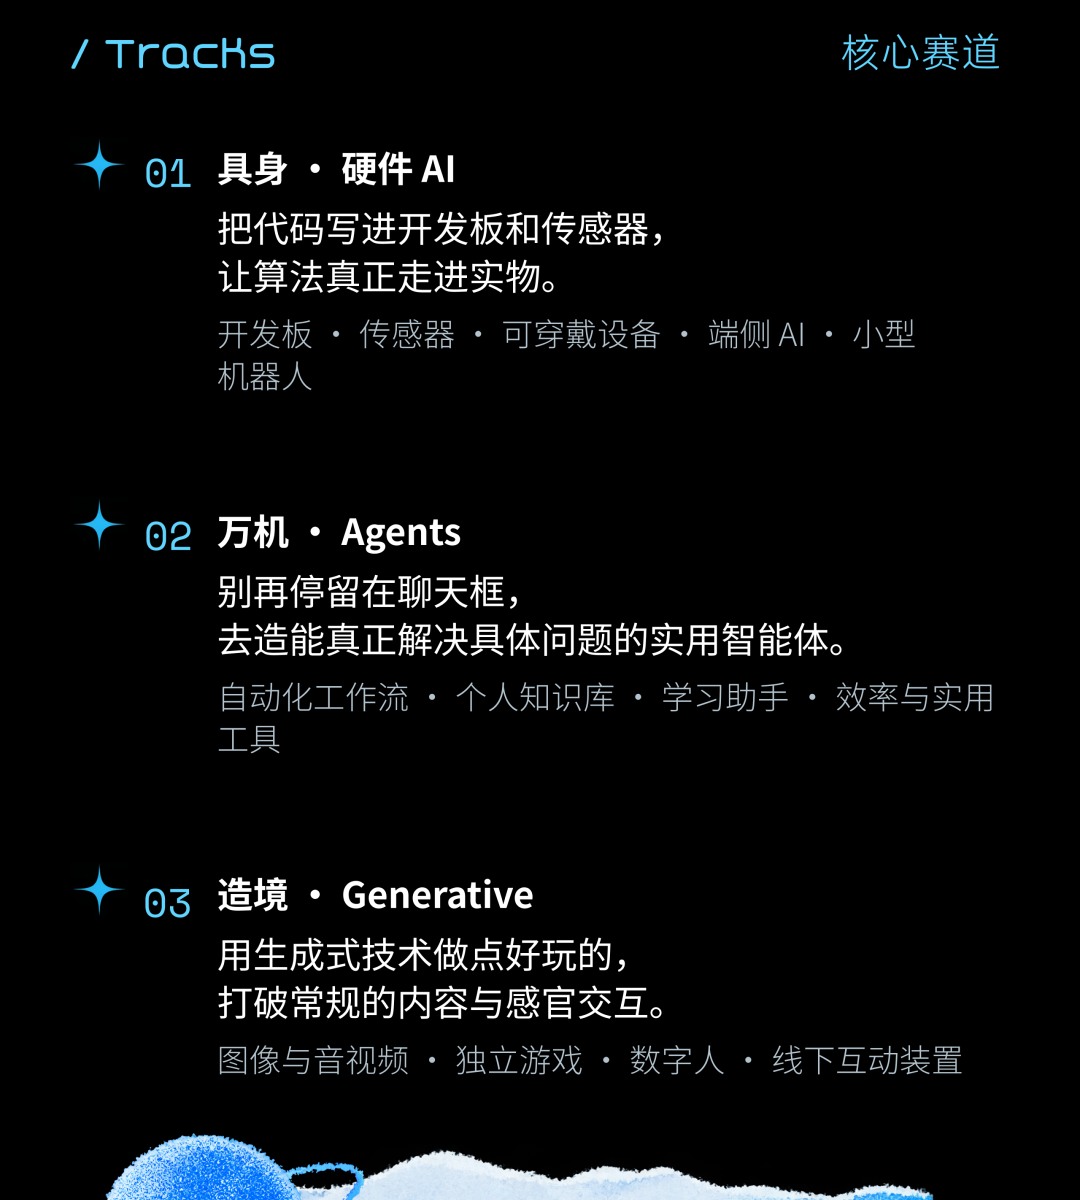 / Tracks
核心赛道
01 具身 · 硬件 AI
把代码写进开发板和传感器，
让算法真正走进实物。
开发板 · 传感器 · 可穿戴设备 · 端侧 AI · 小型
机器人
02 万机 · Agents
别再停留在聊天框，
去造能真正解决具体问题的实用智能体。
自动化工作流 · 个人知识库 · 学习助手 · 效率与实用
工具
03 造境 · Generative
用生成式技术做点好玩的，
打破常规的内容与感官交互。
图像与音视频 · 独立游戏 · 数字人 · 线下互动装置